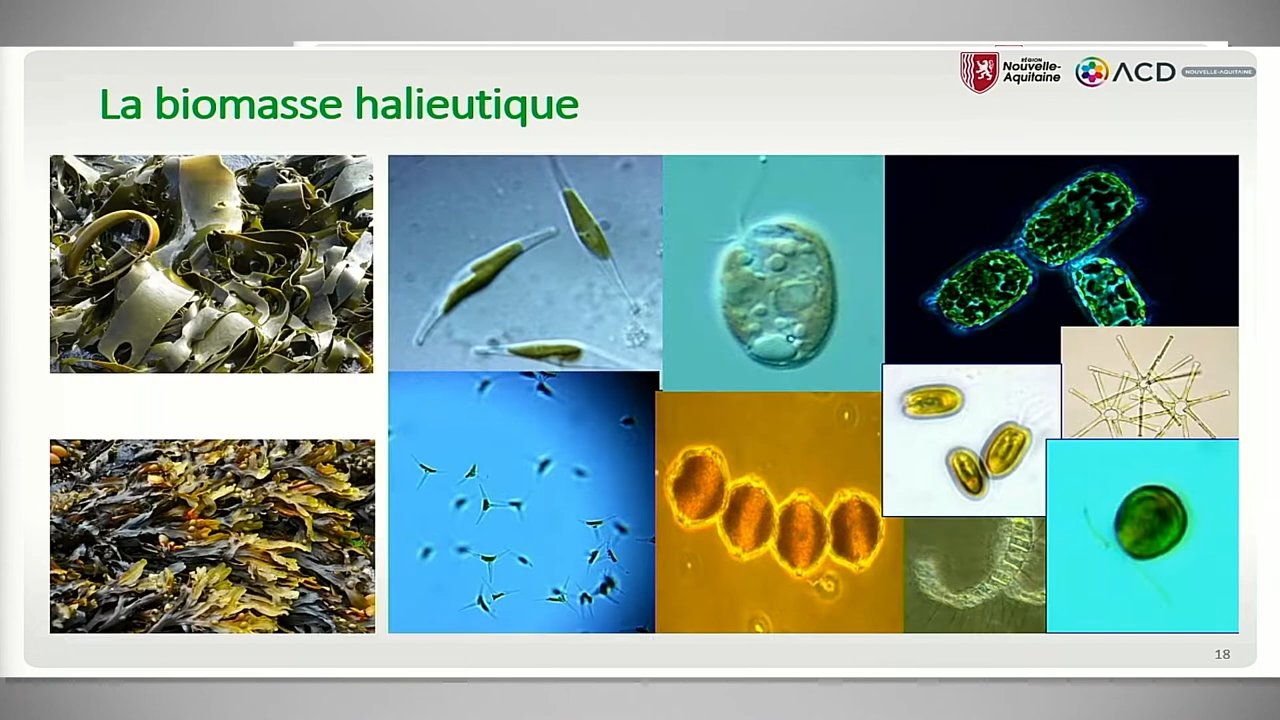 RÉGION
Nouvelle-
Aquitaine
ACD
NOUVELLE-AQUITAINE
La biomasse halieutique
18